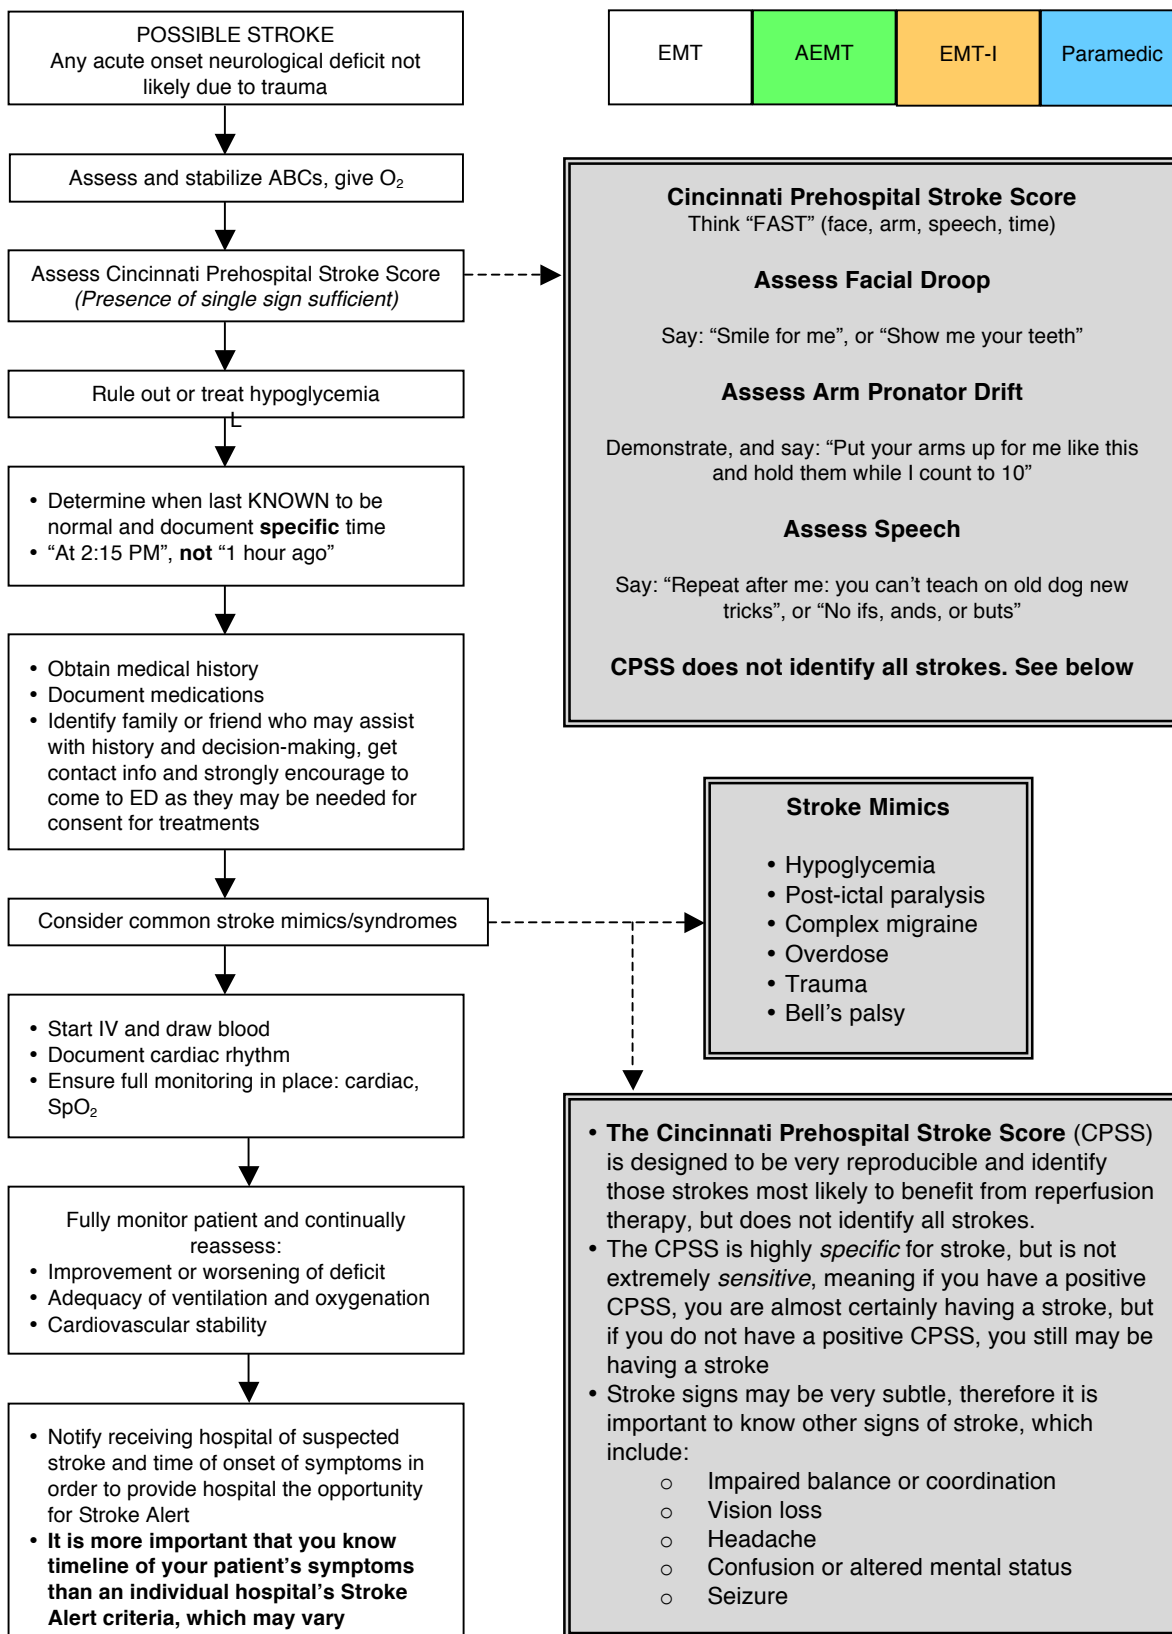 POSSIBLE STROKE
Any acute onset neurological deficit not
likely due to trauma
EMT
AEMT
EMT-I
Paramedic
Assess and stabilize ABCs, give O₂
Assess Cincinnati Prehospital Stroke Score
(Presence of single sign sufficient)
Rule out or treat hypoglycemia
L
• Determine when last KNOWN to be
normal and document specific time
• “At 2:15 PM”, not “1 hour ago”
• Obtain medical history
• Document medications
• Identify family or friend who may assist
with history and decision-making, get
contact info and strongly encourage to
come to ED as they may be needed for
consent for treatments
Consider common stroke mimics/syndromes
• Start IV and draw blood
• Document cardiac rhythm
• Ensure full monitoring in place: cardiac,
SpO₂
Fully monitor patient and continually
reassess:
• Improvement or worsening of deficit
• Adequacy of ventilation and oxygenation
• Cardiovascular stability
• Notify receiving hospital of suspected
stroke and time of onset of symptoms in
order to provide hospital the opportunity
for Stroke Alert
• It is more important that you know
timeline of your patient’s symptoms
than an individual hospital’s Stroke
Alert criteria, which may vary
Cincinnati Prehospital Stroke Score
Think “FAST” (face, arm, speech, time)
Assess Facial Droop
Say: “Smile for me”, or “Show me your teeth”
Assess Arm Pronator Drift
Demonstrate, and say: “Put your arms up for me like this
and hold them while I count to 10”
Assess Speech
Say: “Repeat after me: you can’t teach on old dog new
tricks”, or “No ifs, ands, or buts”
CPSS does not identify all strokes. See below
Stroke Mimics
• Hypoglycemia
• Post-ictal paralysis
• Complex migraine
• Overdose
• Trauma
• Bell’s palsy
• The Cincinnati Prehospital Stroke Score (CPSS)
is designed to be very reproducible and identify
those strokes most likely to benefit from reperfusion
therapy, but does not identify all strokes.
• The CPSS is highly specific for stroke, but is not
extremely sensitive, meaning if you have a positive
CPSS, you are almost certainly having a stroke, but
if you do not have a positive CPSS, you still may be
having a stroke
• Stroke signs may be very subtle, therefore it is
important to know other signs of stroke, which
include:
o Impaired balance or coordination
o Vision loss
o Headache
o Confusion or altered mental status
o Seizure